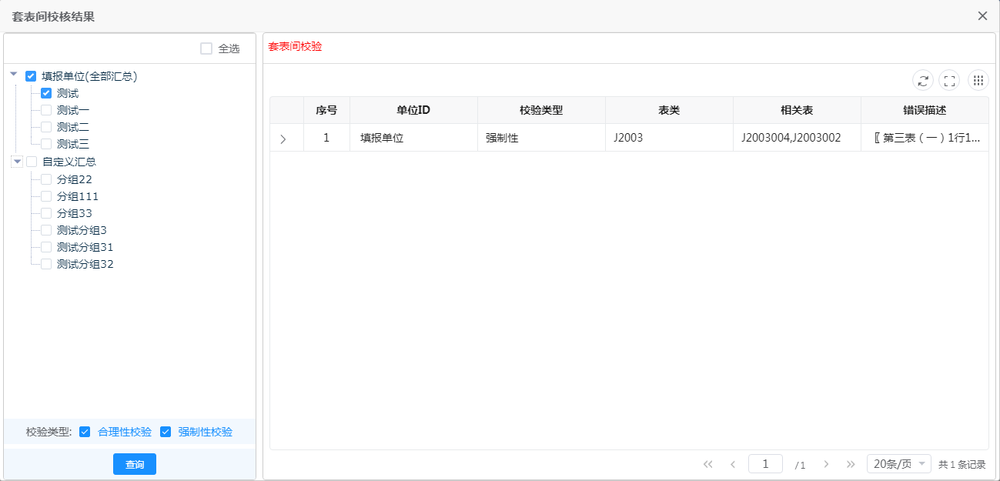 套表间校核结果
全选
填报单位(全部汇总)
测试
测试一
测试二
测试三
自定义汇总
分组22
分组111
分组33
测试分组3
测试分组31
测试分组32
校验类型: 合理性校验 强制性校验
查询
套表间校验
序号 单位ID 校验类型 表类 相关表 错误描述
1 填报单位 强制性 J2003 J2003004,J2003002 〖 第三表 ( 一 ) 1行1...
1 /1 20条/页 共 1 条记录